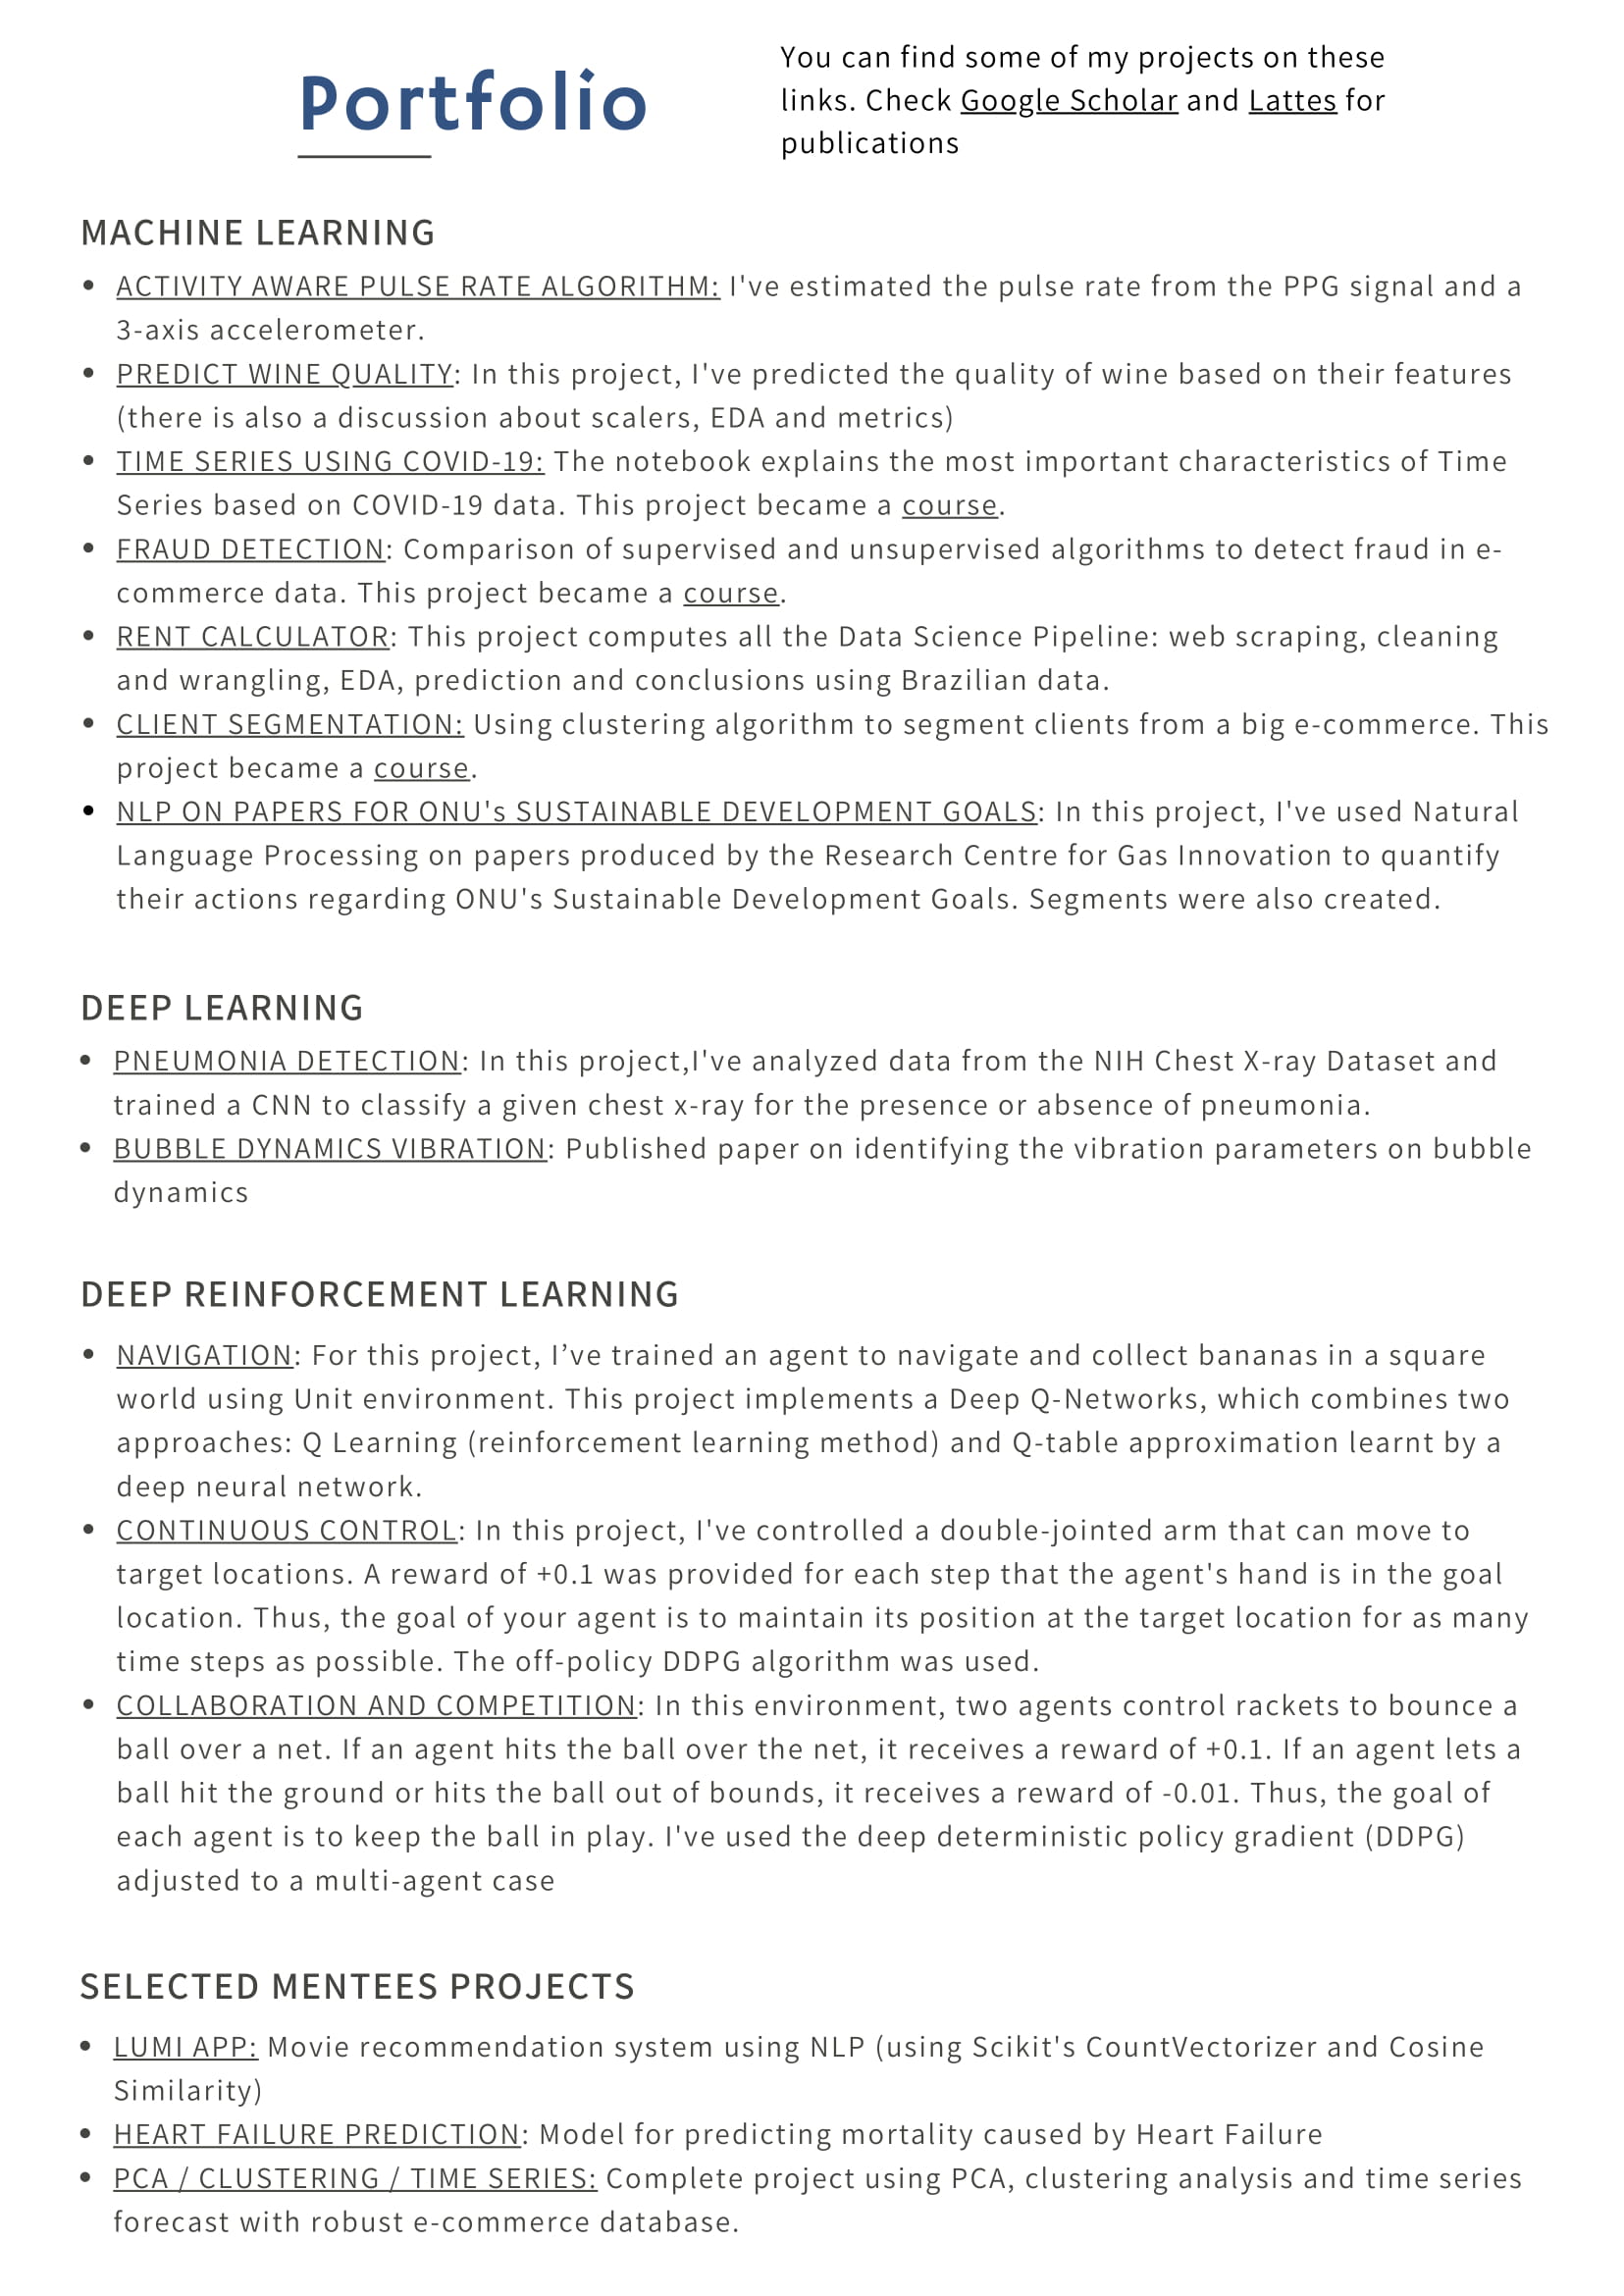 Portfolio
You can find some of my projects on these
links. Check Google Scholar and Lattes for
publications
MACHINE LEARNING
• ACTIVITY AWARE PULSE RATE ALGORITHM: I've estimated the pulse rate from the PPG signal and a
3-axis accelerometer.
• PREDICT WINE QUALITY: In this project, I've predicted the quality of wine based on their features
(there is also a discussion about scalers, EDA and metrics)
• TIME SERIES USING COVID-19: The notebook explains the most important characteristics of Time
Series based on COVID-19 data. This project became a course.
• FRAUD DETECTION: Comparison of supervised and unsupervised algorithms to detect fraud in e-
commerce data. This project became a course.
• RENT CALCULATOR: This project computes all the Data Science Pipeline: web scraping, cleaning
and wrangling, EDA, prediction and conclusions using Brazilian data.
• CLIENT SEGMENTATION: Using clustering algorithm to segment clients from a big e-commerce. This
project became a course.
• NLP ON PAPERS FOR ONU's SUSTAINABLE DEVELOPMENT GOALS: In this project, I've used Natural
Language Processing on papers produced by the Research Centre for Gas Innovation to quantify
their actions regarding ONU's Sustainable Development Goals. Segments were also created.
DEEP LEARNING
• PNEUMONIA DETECTION: In this project,I've analyzed data from the NIH Chest X-ray Dataset and
trained a CNN to classify a given chest x-ray for the presence or absence of pneumonia.
• BUBBLE DYNAMICS VIBRATION: Published paper on identifying the vibration parameters on bubble
dynamics
DEEP REINFORCEMENT LEARNING
• NAVIGATION: For this project, I’ve trained an agent to navigate and collect bananas in a square
world using Unit environment. This project implements a Deep Q-Networks, which combines two
approaches: Q Learning (reinforcement learning method) and Q-table approximation learnt by a
deep neural network.
• CONTINUOUS CONTROL: In this project, I've controlled a double-jointed arm that can move to
target locations. A reward of +0.1 was provided for each step that the agent's hand is in the goal
location. Thus, the goal of your agent is to maintain its position at the target location for as many
time steps as possible. The off-policy DDPG algorithm was used.
• COLLABORATION AND COMPETITION: In this environment, two agents control rackets to bounce a
ball over a net. If an agent hits the ball over the net, it receives a reward of +0.1. If an agent lets a
ball hit the ground or hits the ball out of bounds, it receives a reward of -0.01. Thus, the goal of
each agent is to keep the ball in play. I've used the deep deterministic policy gradient (DDPG)
adjusted to a multi-agent case
SELECTED MENTEES PROJECTS
• LUMI APP: Movie recommendation system using NLP (using Scikit's CountVectorizer and Cosine
Similarity)
• HEART FAILURE PREDICTION: Model for predicting mortality caused by Heart Failure
• PCA / CLUSTERING / TIME SERIES: Complete project using PCA, clustering analysis and time series
forecast with robust e-commerce database.